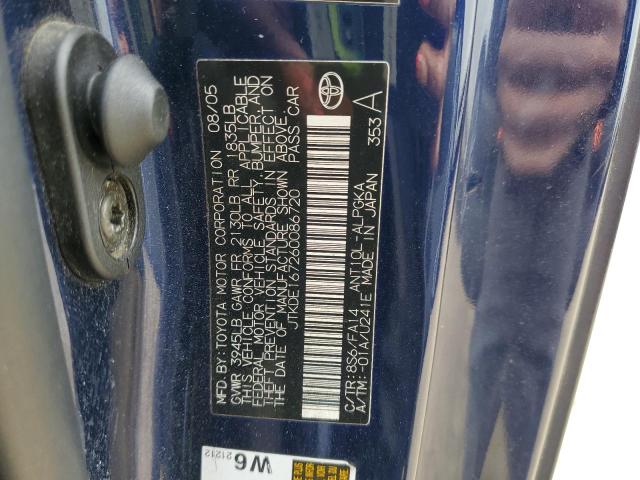 MFD.BY:TOYOTA MOTOR CORPORATION 08/05
GVWR 3945LB GAWR FR 2130LB RR 1835LB
THIS VEHICLE CONFORMS TO ALL APPLICABLE
FEDERAL MOTOR VEHICLE SAFETY, BUMPER, AND
THEFT PREVENTION STANDARDS IN EFFECT ON
THE DATE OF MANUFACTURE SHOWN ABOVE.
JTKDE167260086720 PASS CAR
C/TR:8S6/FA14 ANT10L-ALPGKA 353 A
A/TM:-01A/U241E MADE IN JAPAN
W6
21212